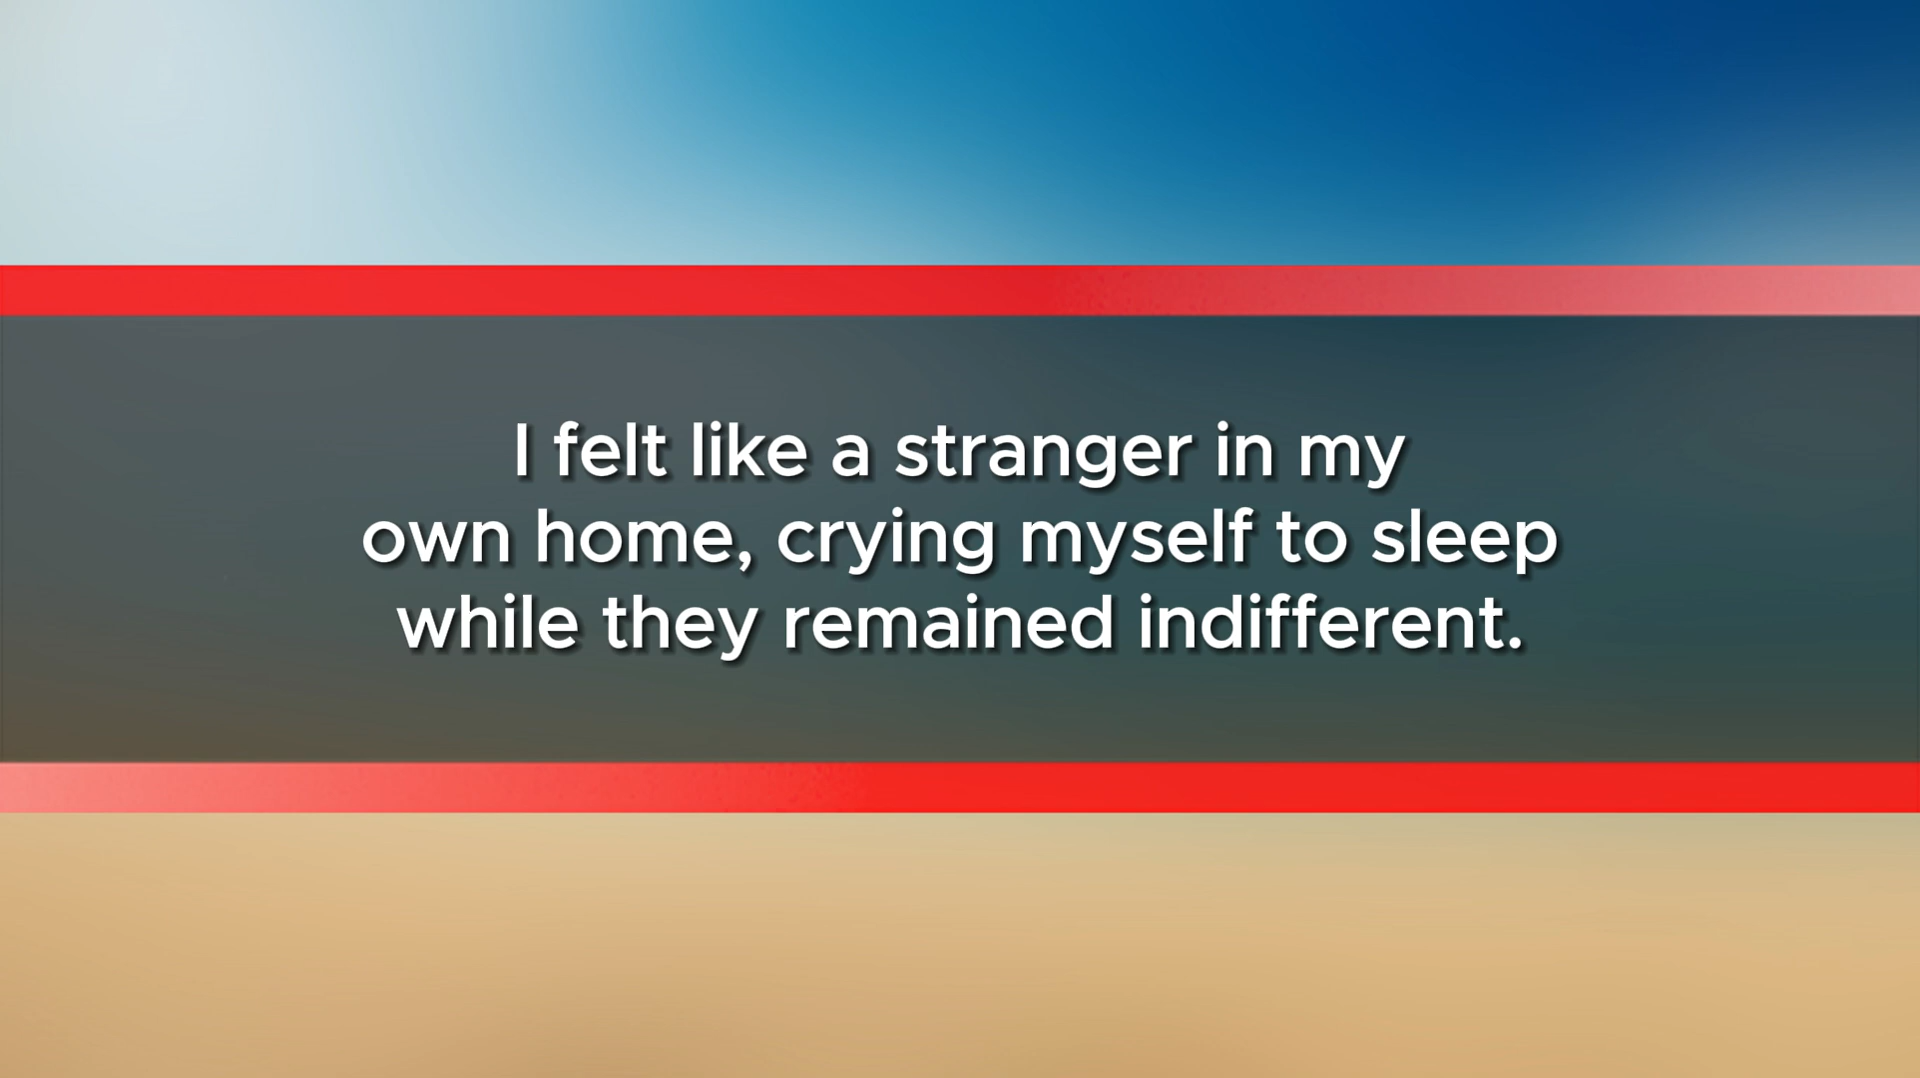 I felt like a stranger in my
own home, crying myself to sleep
while they remained indifferent.